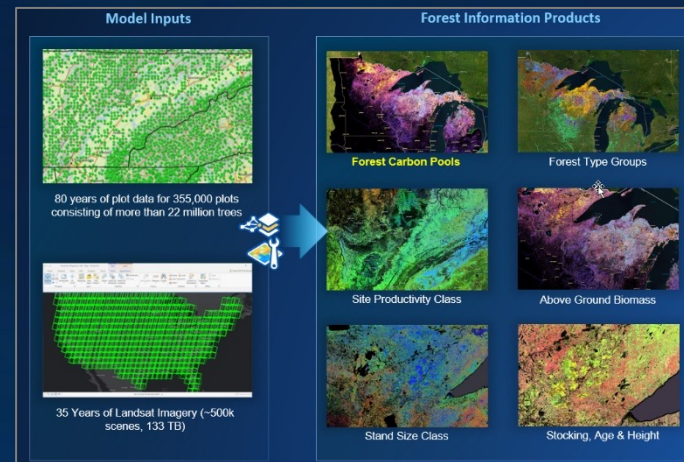 Model Inputs
Forest Information Products
80 years of plot data for 355,000 plots
consisting of more than 22 million trees
35 Years of Landsat Imagery (~500k
scenes, 133 TB)
Forest Carbon Pools
Forest Type Groups
Site Productivity Class
Above Ground Biomass
Stand Size Class
Stocking, Age & Height